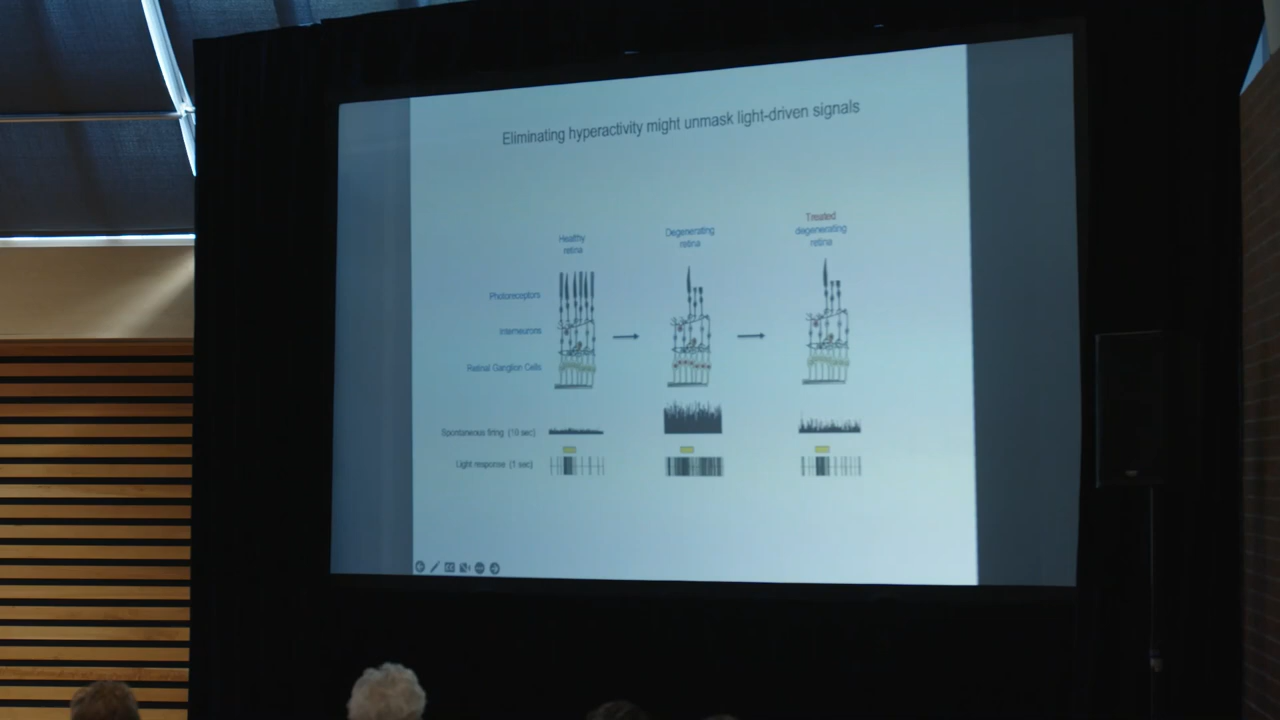 Eliminating hyperactivity might unmask light-driven signals
Healthy
retina
Degenerating
retina
Treated
degenerating
retina
Photoreceptors
Interneurons
Retinal Ganglion Cells
Spontaneous firing (10 sec)
Light response (1 sec)